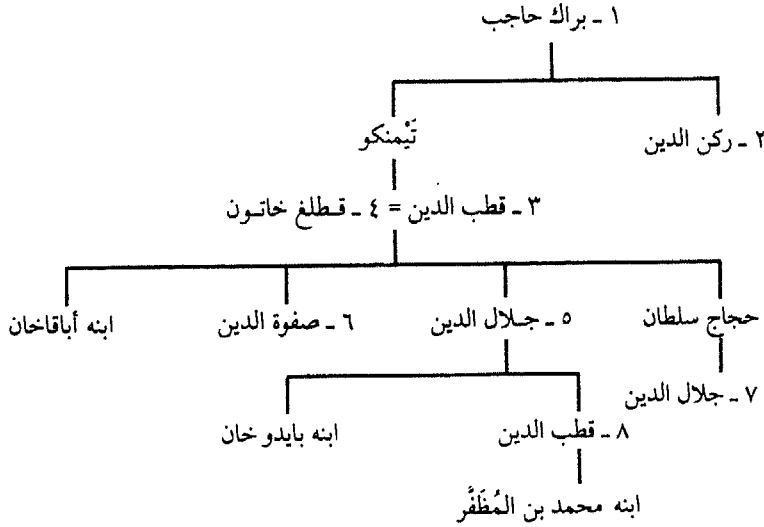 ١ ـ براك حاجب
٢ ـ ركن الدين
تَيْمنكو
٣ ـ قطب الدين = ٤ ـ قطلغ خاتون
حجاج سلطان
٥ ـ جلال الدين
٦ ـ صفوة الدين
ابنه أباقاخان
٧ ـ جلال الدين
٨ ـ قطب الدين
ابنه بايدو خان
ابنه محمد بن المُظَفَّر